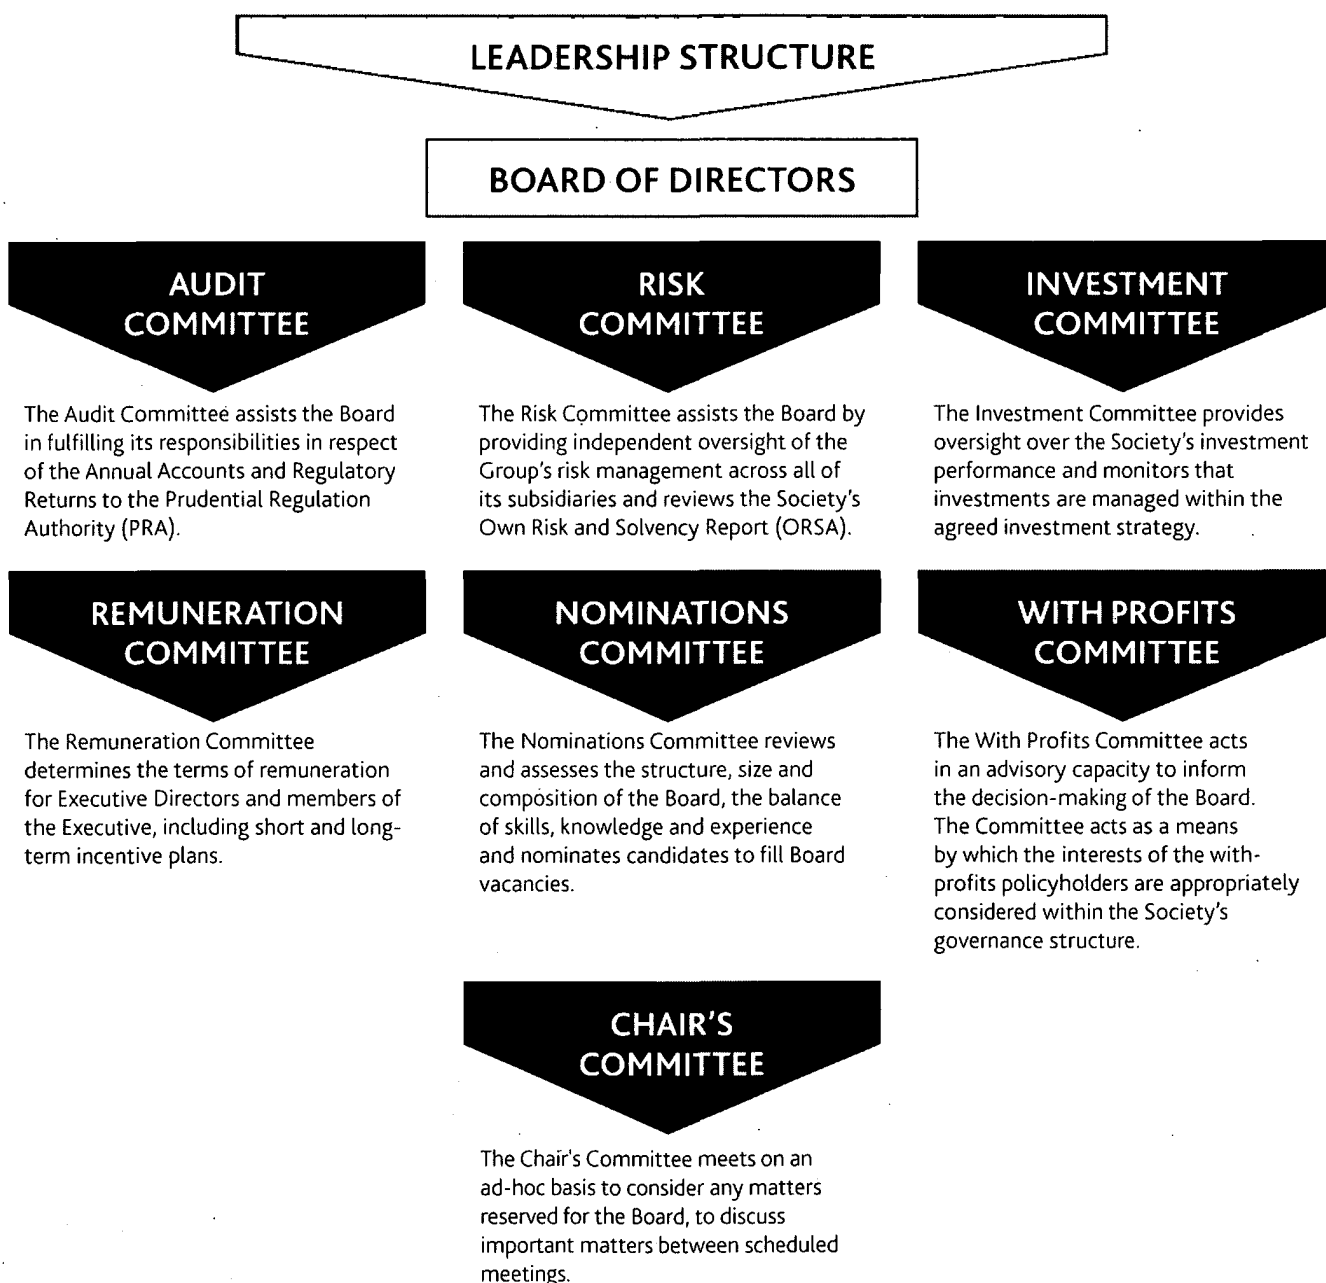 LEADERSHIP STRUCTURE
BOARD OF DIRECTORS
AUDIT
COMMITTEE
The Audit Committee assists the Board
in fulfilling its responsibilities in respect
of the Annual Accounts and Regulatory
Returns to the Prudential Regulation
Authority (PRA).
RISK
COMMITTEE
The Risk Committee assists the Board by
providing independent oversight of the
Group's risk management across all of
its subsidiaries and reviews the Society's
Own Risk and Solvency Report (ORSA).
INVESTMENT
COMMITTEE
The Investment Committee provides
oversight over the Society's investment
performance and monitors that
investments are managed within the
agreed investment strategy.
REMUNERATION
COMMITTEE
The Remuneration Committee
determines the terms of remuneration
for Executive Directors and members of
the Executive, including short and long-
term incentive plans.
NOMINATIONS
COMMITTEE
The Nominations Committee reviews
and assesses the structure, size and
composition of the Board, the balance
of skills, knowledge and experience
and nominates candidates to fill Board
vacancies.
WITH PROFITS
COMMITTEE
The With Profits Committee acts
in an advisory capacity to inform
the decision-making of the Board.
The Committee acts as a means
by which the interests of the with-
profits policyholders are appropriately
considered within the Society's
governance structure.
CHAIR'S
COMMITTEE
The Chair's Committee meets on an
ad-hoc basis to consider any matters
reserved for the Board, to discuss
important matters between scheduled
meetings.